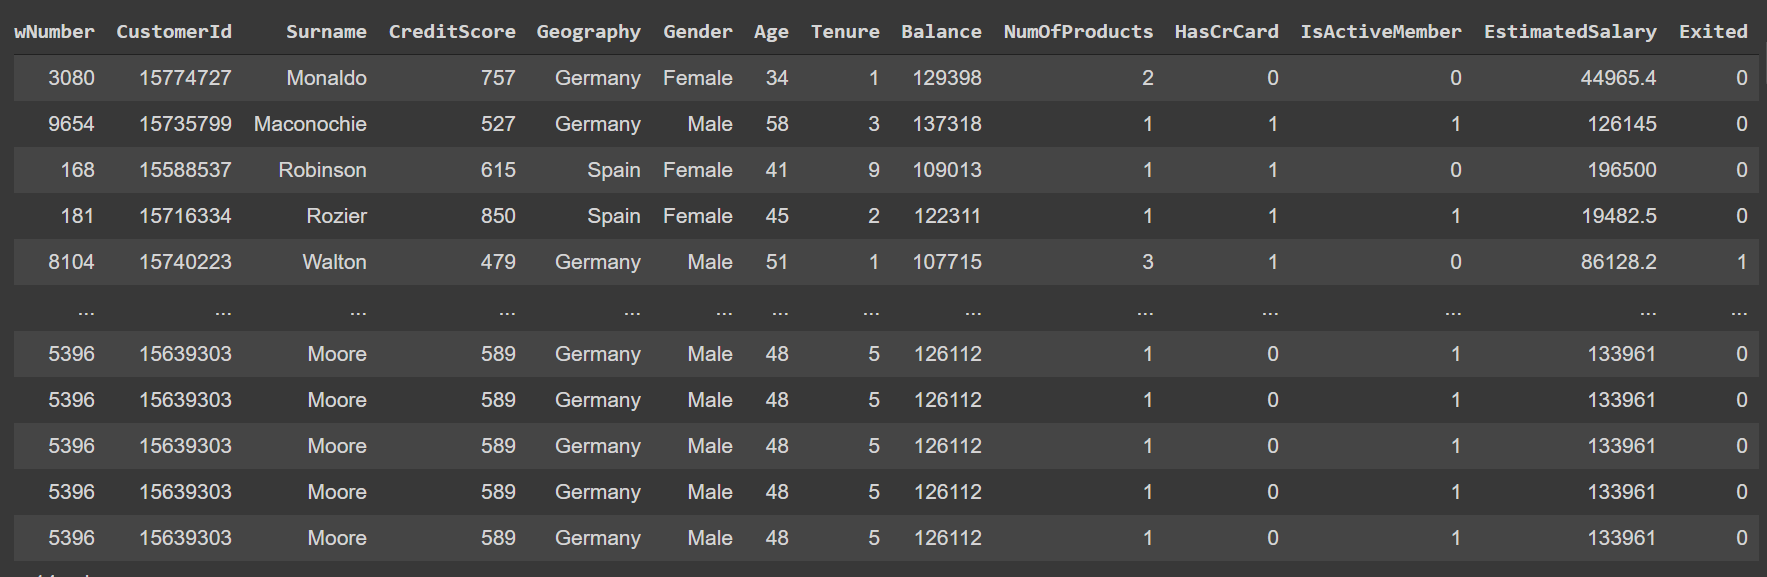 wNumber CustomerId Surname CreditScore Geography Gender Age Tenure Balance NumOfProducts HasCrCard IsActiveMember EstimatedSalary Exited
3080 15774727 Monaldo 757 Germany Female 34 1 129398 2 0 0 44965.4 0
9654 15735799 Maconochie 527 Germany Male 58 3 137318 1 1 1 126145 0
168 15588537 Robinson 615 Spain Female 41 9 109013 1 1 0 196500 0
181 15716334 Rozier 850 Spain Female 45 2 122311 1 1 1 19482.5 0
8104 15740223 Walton 479 Germany Male 51 1 107715 3 1 0 86128.2 1
... ... ... ... ... ... ... ... ... ... ... ... ... ...
5396 15639303 Moore 589 Germany Male 48 5 126112 1 0 1 133961 0
5396 15639303 Moore 589 Germany Male 48 5 126112 1 0 1 133961 0
5396 15639303 Moore 589 Germany Male 48 5 126112 1 0 1 133961 0
5396 15639303 Moore 589 Germany Male 48 5 126112 1 0 1 133961 0
5396 15639303 Moore 589 Germany Male 48 5 126112 1 0 1 133961 0